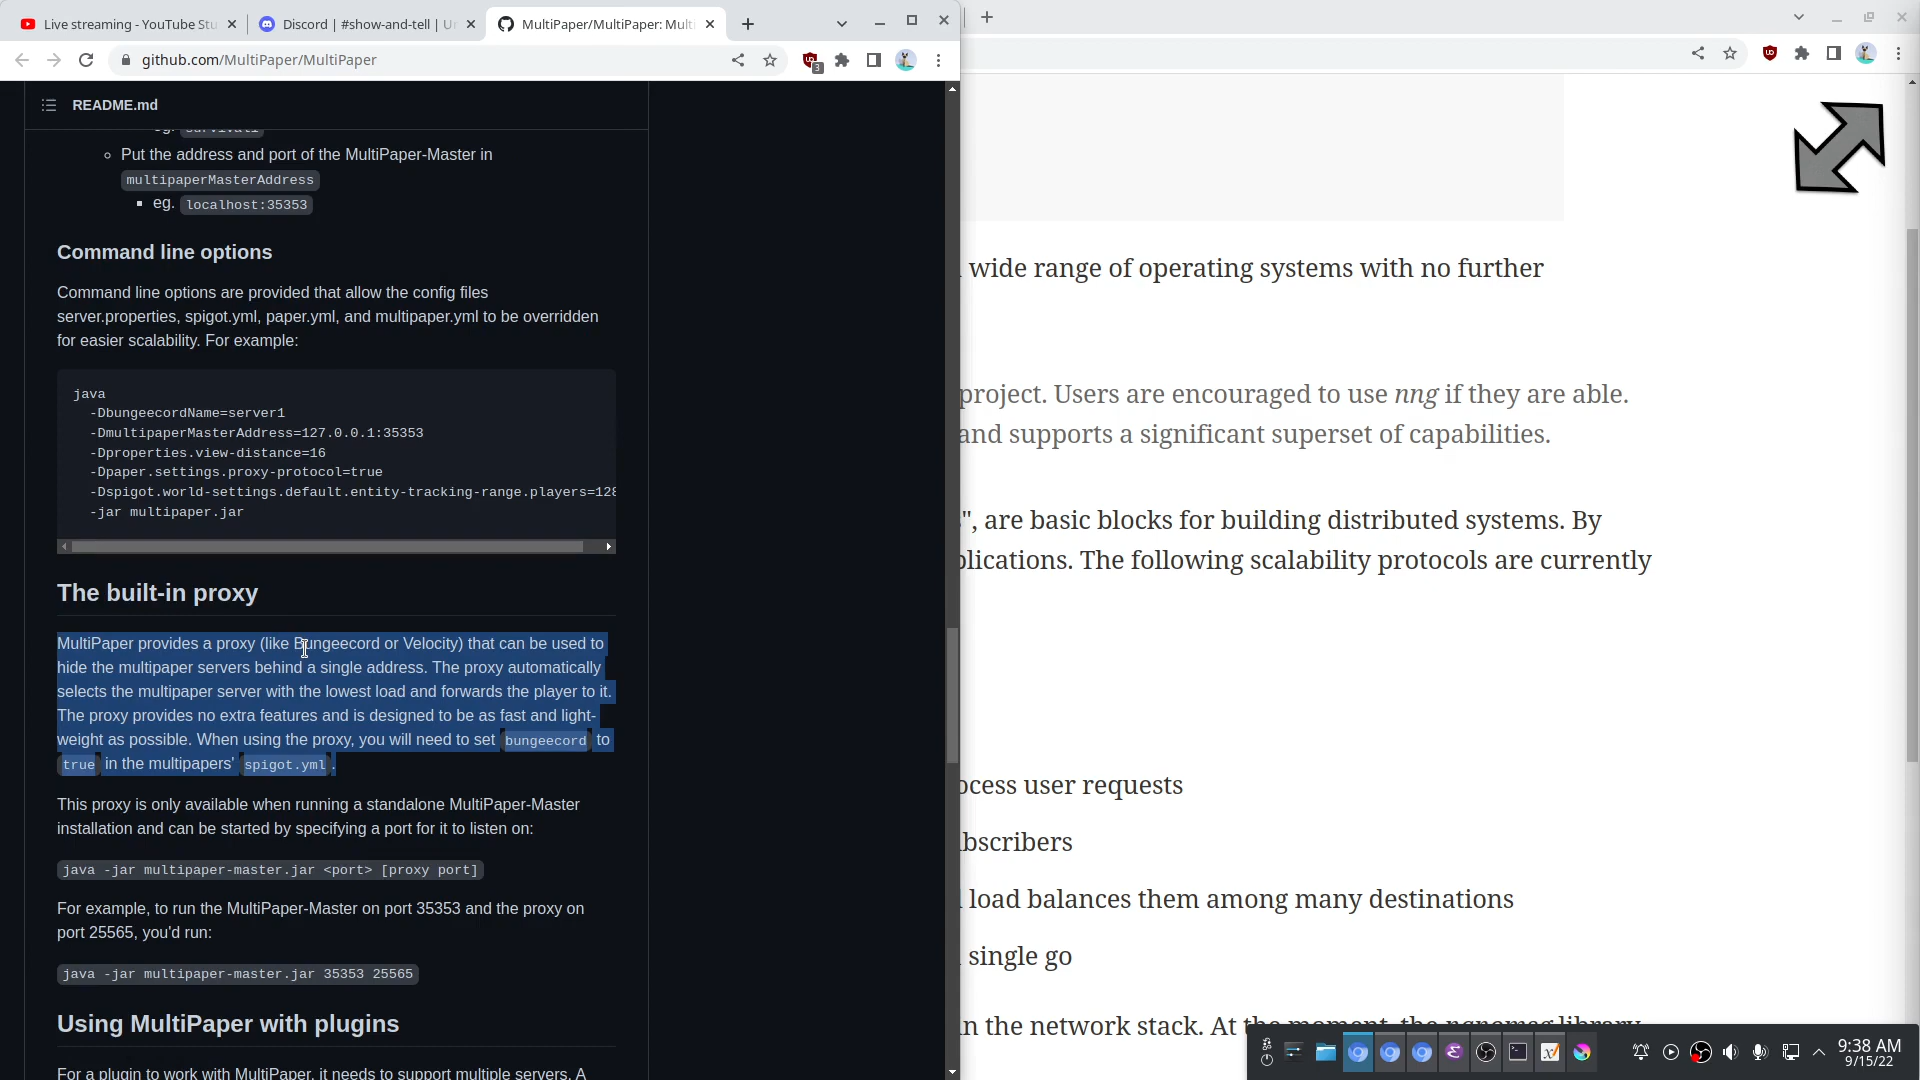 Live streaming - YouTube Stu
Discord | #show-and-tell | Ur
MultiPaper/MultiPaper: Multi
github.com/MultiPaper/MultiPaper
3
README.md
Put the address and port of the MultiPaper-Master in
multipaperMasterAddress
eg. localhost:35353
Command line options
Command line options are provided that allow the config files
server.properties, spigot.yml, paper.yml, and multipaper.yml to be overridden
for easier scalability. For example:
java
-DbungeecordName=server1
-DmultipaperMasterAddress=127.0.0.1:35353
-Dproperties.view-distance=16
-Dpaper.settings.proxy-protocol=true
-Dspigot.world-settings.default.entity-tracking-range.players=128
-jar multipaper.jar
The built-in proxy
MultiPaper provides a proxy (like Bungeecord or Velocity) that can be used to
hide the multipaper servers behind a single address. The proxy automatically
selects the multipaper server with the lowest load and forwards the player to it.
The proxy provides no extra features and is designed to be as fast and light-
weight as possible. When using the proxy, you will need to set bungeecord to
true in the multipapers' spigot.yml.
This proxy is only available when running a standalone MultiPaper-Master
installation and can be started by specifying a port for it to listen on:
java -jar multipaper-master.jar <port> [proxy port]
For example, to run the MultiPaper-Master on port 35353 and the proxy on
port 25565, you'd run:
java -jar multipaper-master.jar 35353 25565
Using MultiPaper with plugins
For a plugin to work with MultiPaper, it needs to support multiple servers. A
wide range of operating systems with no further
project. Users are encouraged to use nng if they are able.
and supports a significant superset of capabilities.
", are basic blocks for building distributed systems. By
plications. The following scalability protocols are currently
ocess user requests
bscribers
load balances them among many destinations
single go
in the network stack. At the moment, the nanomsg library
9:38 AM
9/15/22